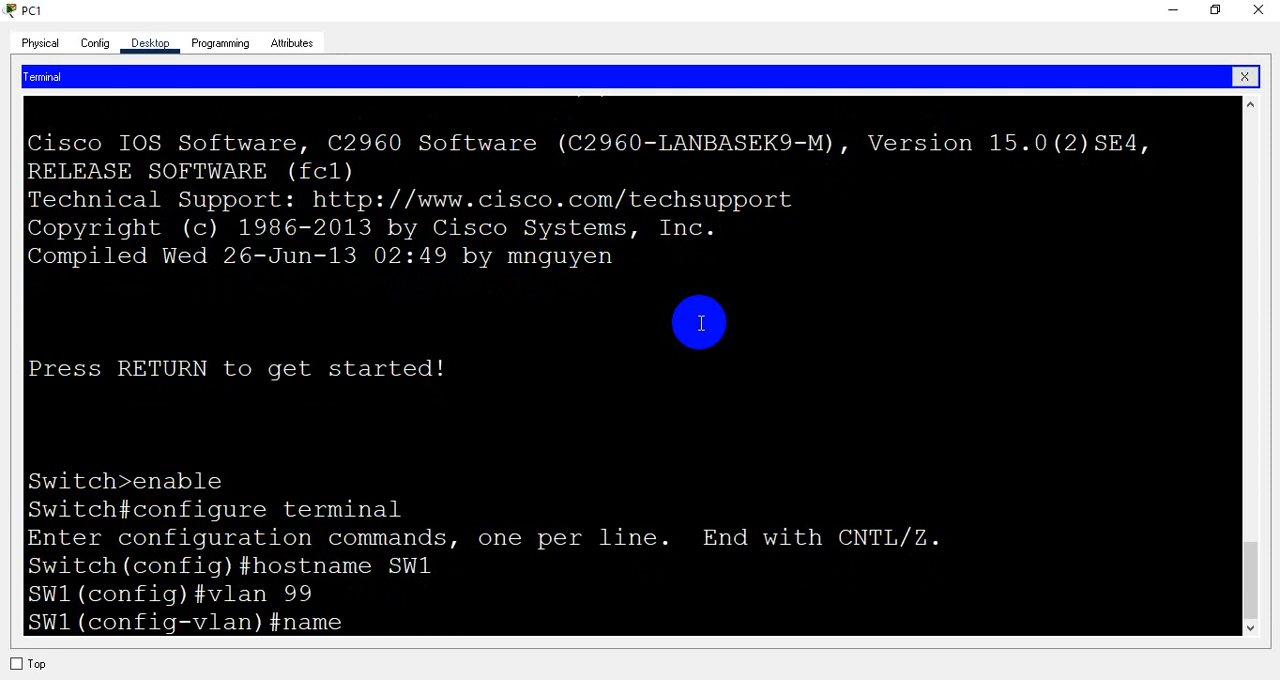 PC1
Physical Config Desktop Programming Attributes
Terminal X
Cisco IOS Software, C2960 Software (C2960-LANBASEK9-M), Version 15.0(2)SE4,
RELEASE SOFTWARE (fc1)
Technical Support: http://www.cisco.com/techsupport
Copyright (c) 1986-2013 by Cisco Systems, Inc.
Compiled Wed 26-Jun-13 02:49 by mnguyen
Press RETURN to get started!
Switch>enable
Switch#configure terminal
Enter configuration commands, one per line.  End with CNTL/Z.
Switch(config)#hostname SW1
SW1(config)#vlan 99
SW1(config-vlan)#name
Top